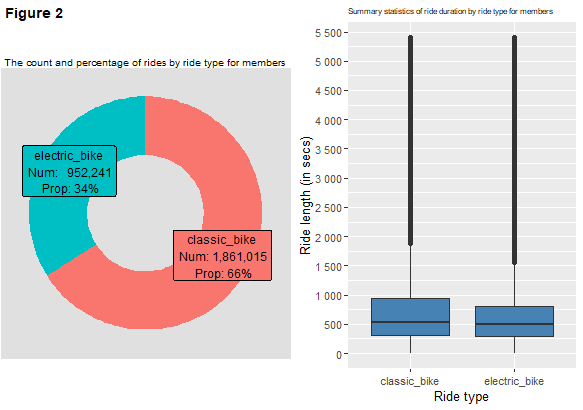 Figure 2
The count and percentage of rides by ride type for members
electric_bike
Num: 952,241
Prop: 34%
classic_bike
Num: 1,861,015
Prop: 66%
Summary statistics of ride duration by ride type for members
Ride length (in secs)
5 500
5 000
4 500
4 000
3 500
3 000
2 500
2 000
1 500
1 000
500
0
classic_bike
electric_bike
Ride type